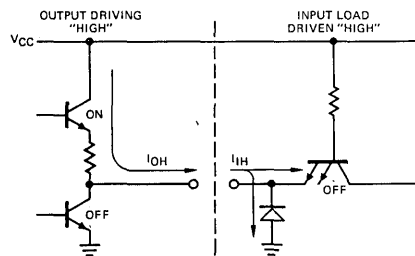 OUTPUT DRIVING
"HIGH"
INPUT LOAD
DRIVEN "HIGH"
VCC
ON
IOH
IIH
OFF
OFF